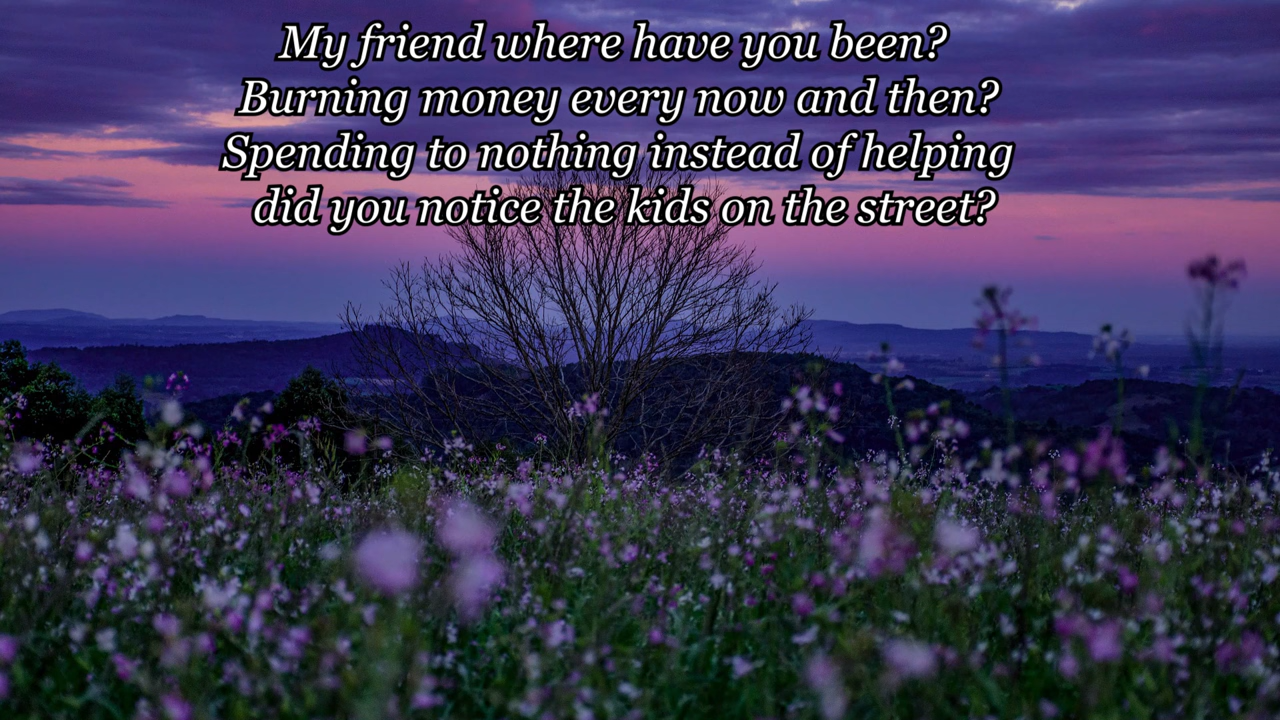 My friend where have you been?
Burning money every now and then?
Spending to nothing instead of helping
did you notice the kids on the street?